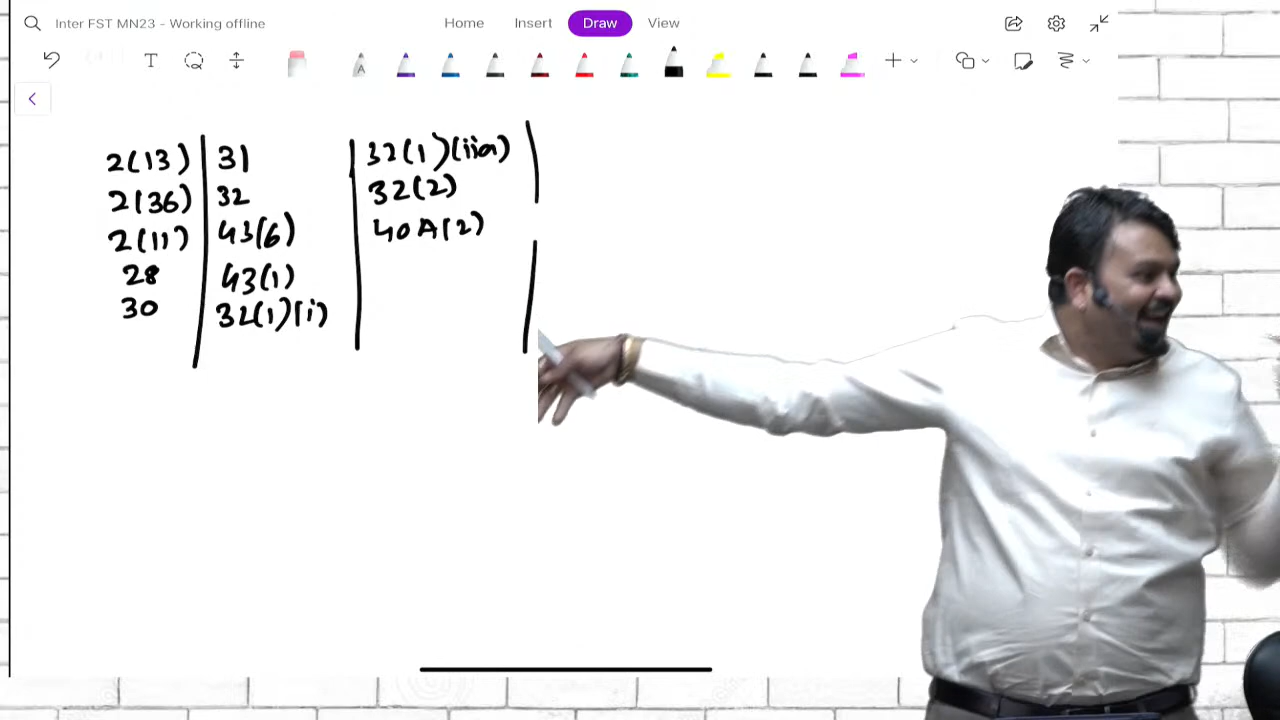 Inter FST MN23 - Working offline
Home Insert Draw View
T
A
2(13)
2(36)
2(11)
28
30
31
32
43(6)
43(1)
32(1)(i)
32(1)(iia)
32(2)
40A(2)